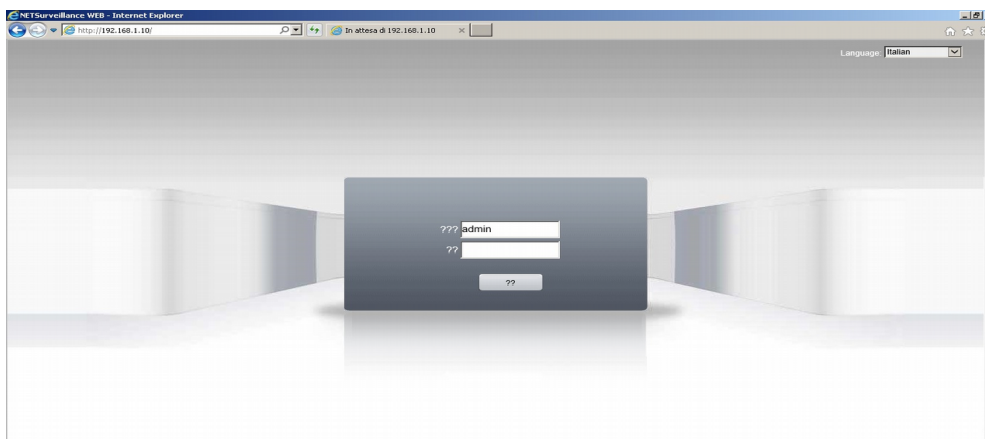 NETSurveillance WEB - Internet Explorer
http://192.168.1.10/
In attesa di 192.168.1.10
Language: Italian
??? admin
??
??